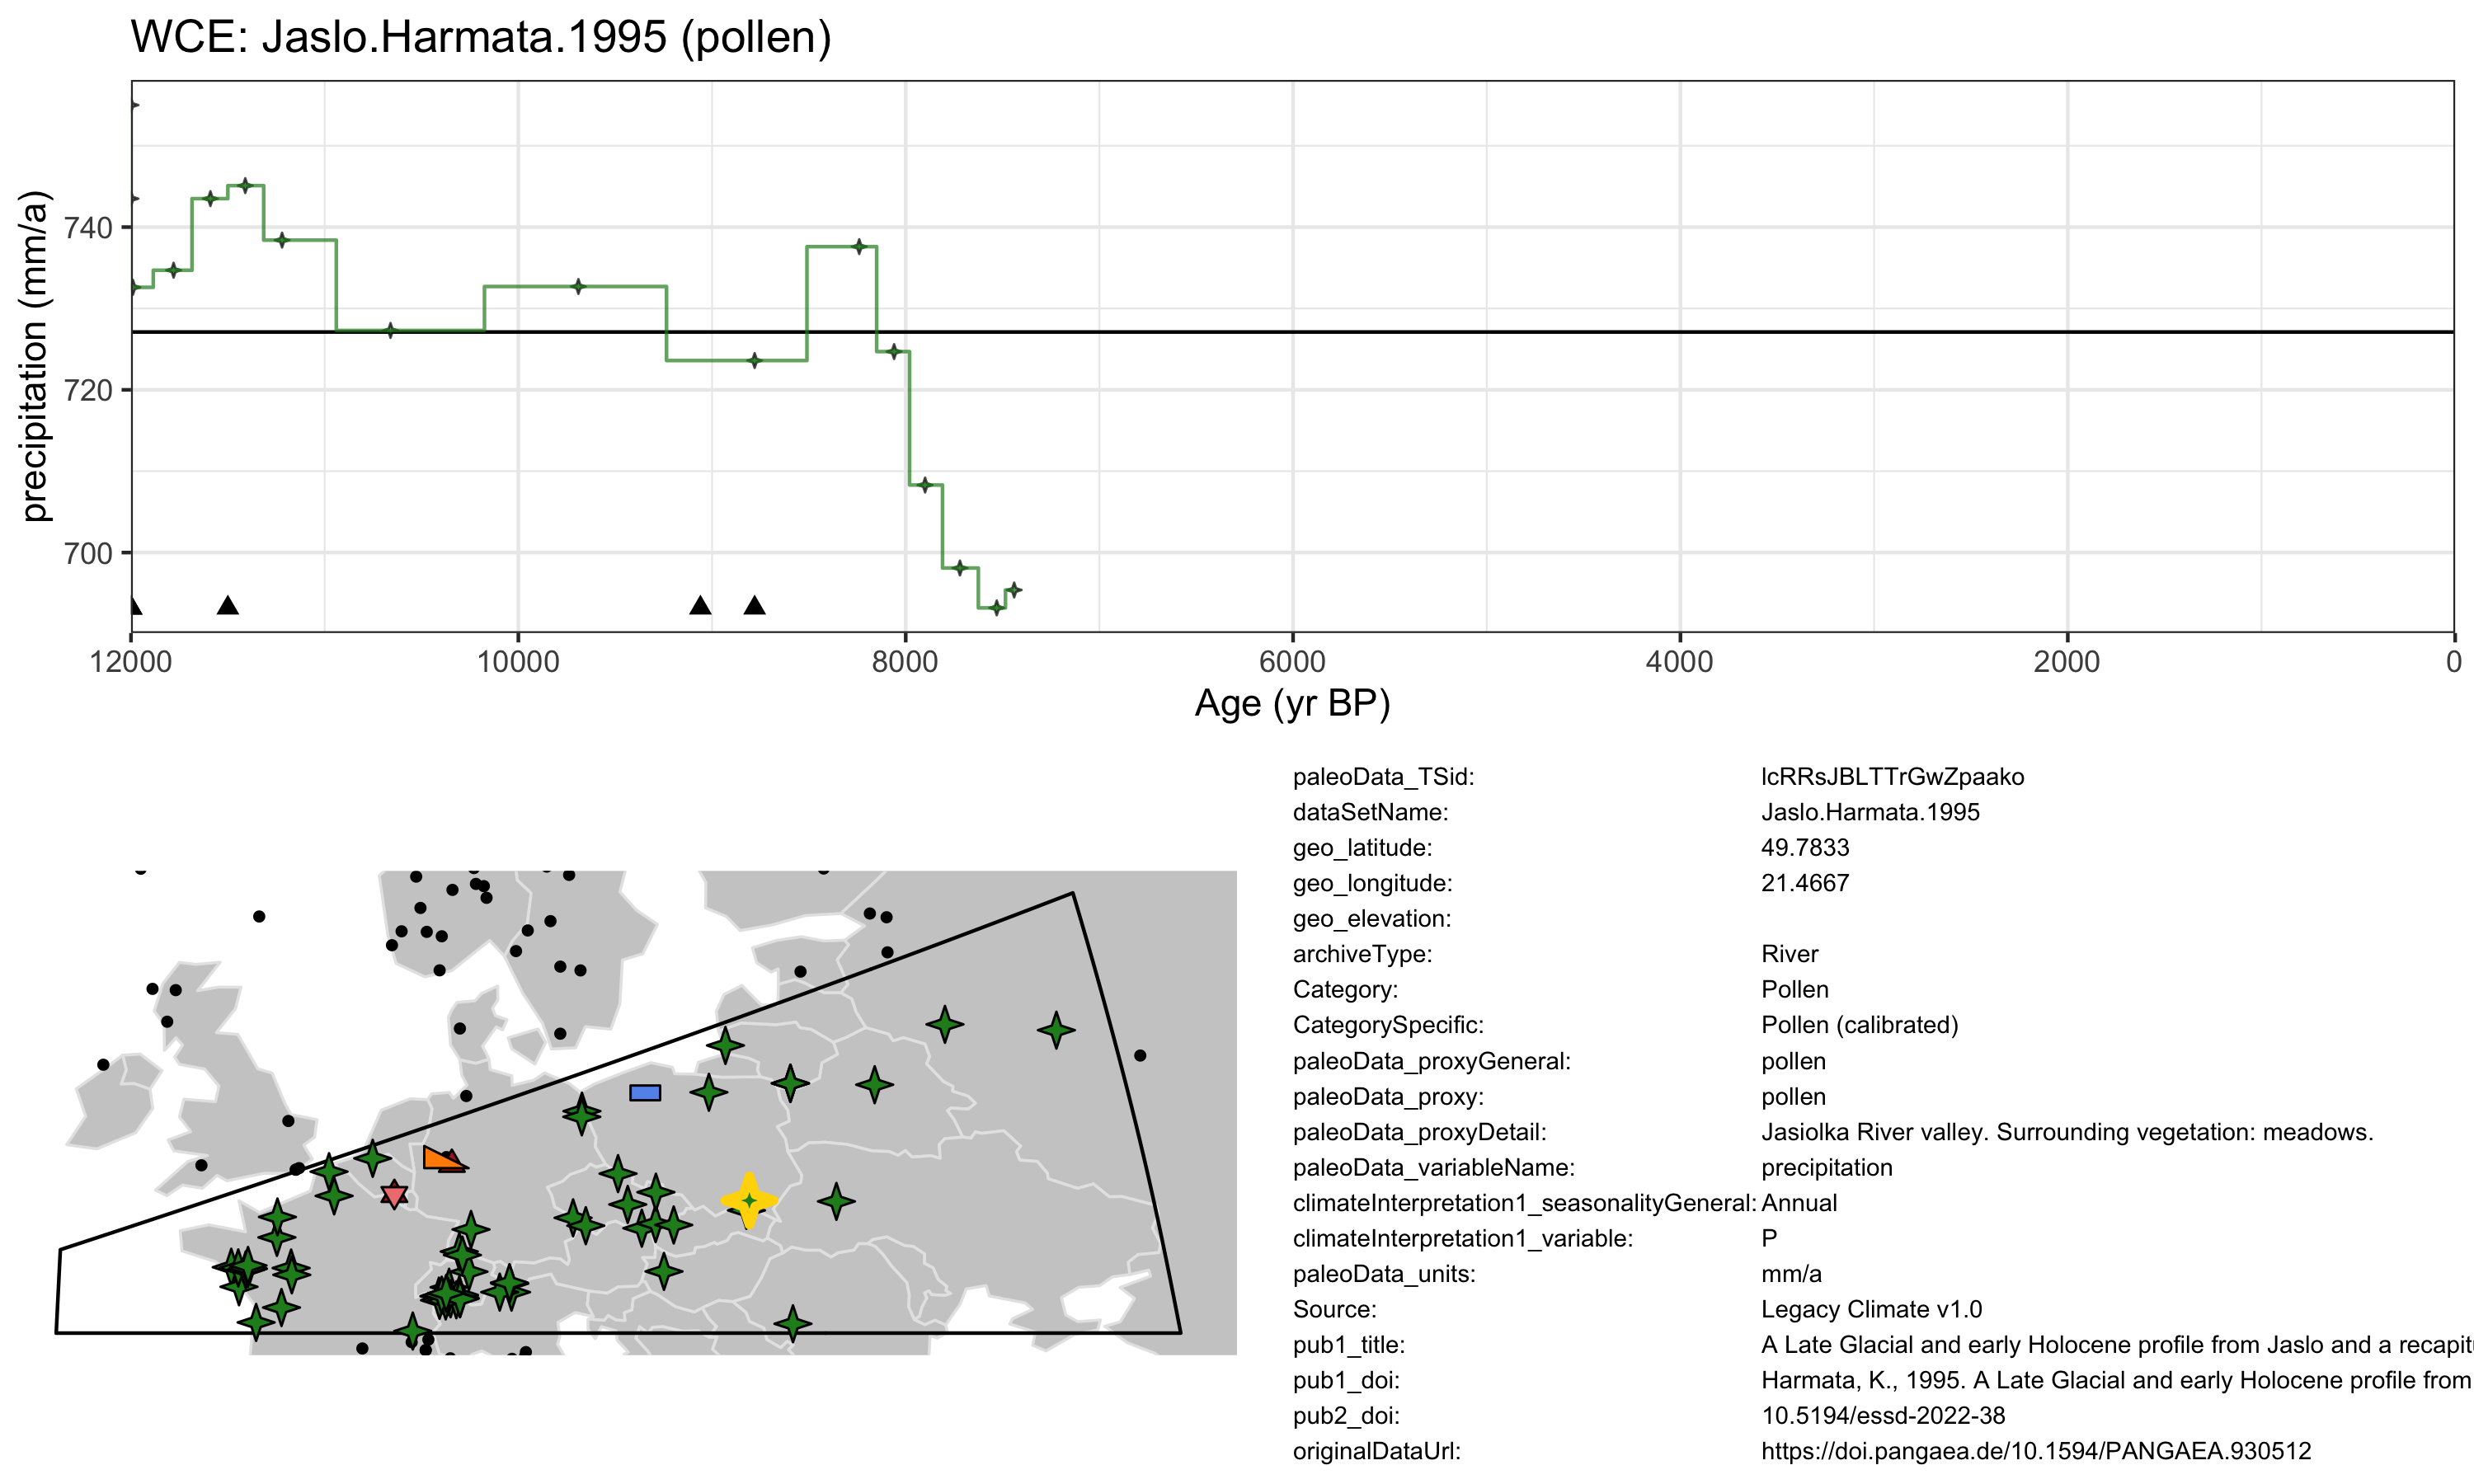 WCE: Jaslo.Harmata.1995 (pollen)
precipitation (mm/a)
740
720
700
12000 10000 8000 6000 4000 2000 0
Age (yr BP)
paleoData_TSid: lcRRsJBLTTrGwZpaako
dataSetName: Jaslo.Harmata.1995
geo_latitude: 49.7833
geo_longitude: 21.4667
geo_elevation:
archiveType: River
Category: Pollen
CategorySpecific: Pollen (calibrated)
paleoData_proxyGeneral: pollen
paleoData_proxy: pollen
paleoData_proxyDetail: Jasiolka River valley. Surrounding vegetation: meadows.
paleoData_variableName: precipitation
climateInterpretation1_seasonalityGeneral: Annual
climateInterpretation1_variable: P
paleoData_units: mm/a
Source: Legacy Climate v1.0
pub1_title: A Late Glacial and early Holocene profile from Jaslo and a recapit
pub1_doi: Harmata, K., 1995. A Late Glacial and early Holocene profile from
pub2_doi: 10.5194/essd-2022-38
originalDataUrl: https://doi.pangaea.de/10.1594/PANGAEA.930512